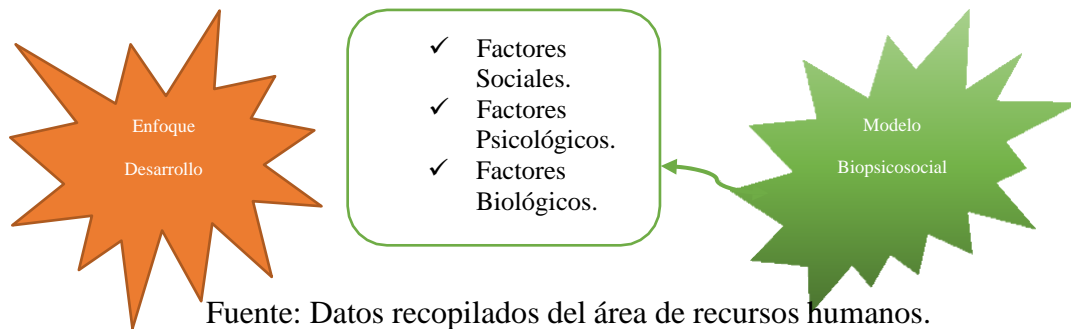 Enfoque
Desarrollo
✓ Factores
Sociales.
✓ Factores
Psicológicos.
✓ Factores
Biológicos.
Modelo
Biopsicosocial
Fuente: Datos recopilados del área de recursos humanos.